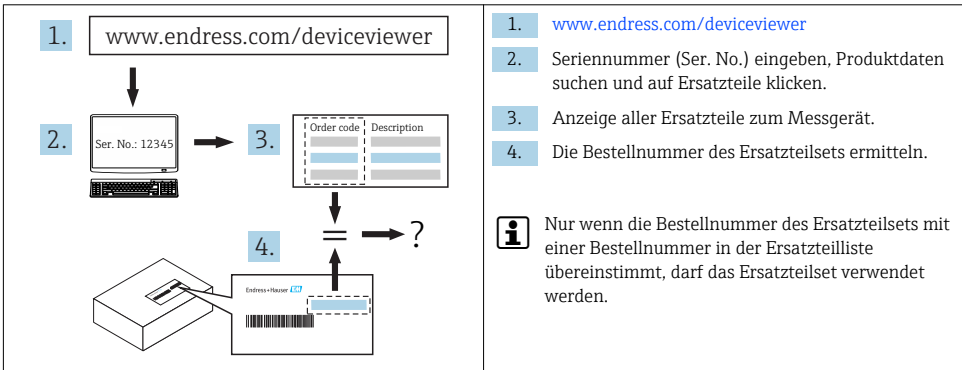 1. www.endress.com/deviceviewer
2. Ser. No.: 12345
3. Order code Description
= ?
4.
Endress+Hauser EH
1. www.endress.com/deviceviewer
2. Seriennummer (Ser. No.) eingeben, Produktdaten
suchen und auf Ersatzteile klicken.
3. Anzeige aller Ersatzteile zum Messgerät.
4. Die Bestellnummer des Ersatzteilsets ermitteln.
i Nur wenn die Bestellnummer des Ersatzteilsets mit
einer Bestellnummer in der Ersatzteilliste
übereinstimmt, darf das Ersatzteilset verwendet
werden.